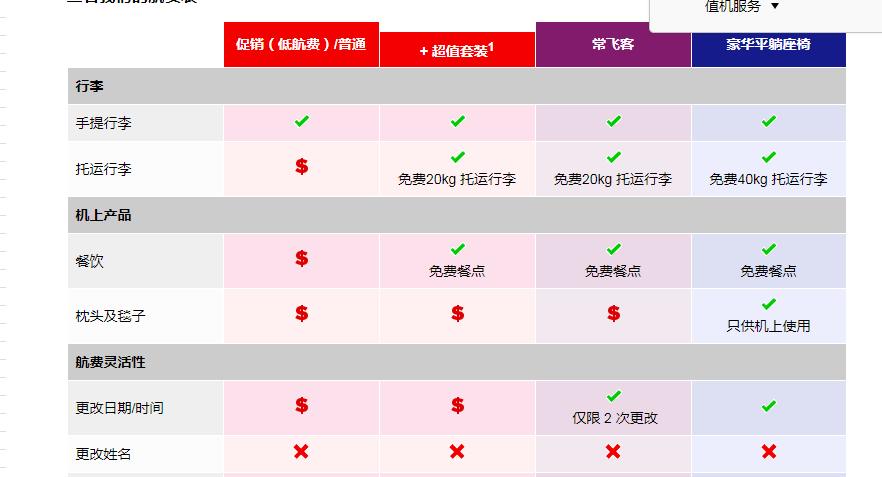 值机服务 ▼
促销（低航费）/普通
+ 超值套装1
常飞客
豪华平躺座椅
行李
手提行李
托运行李
$
免费20kg 托运行李
免费20kg 托运行李
免费40kg 托运行李
机上产品
餐饮
$
免费餐点
免费餐点
免费餐点
枕头及毯子
$
$
$
只供机上使用
航费灵活性
更改日期/时间
$
$
仅限 2 次更改
更改姓名